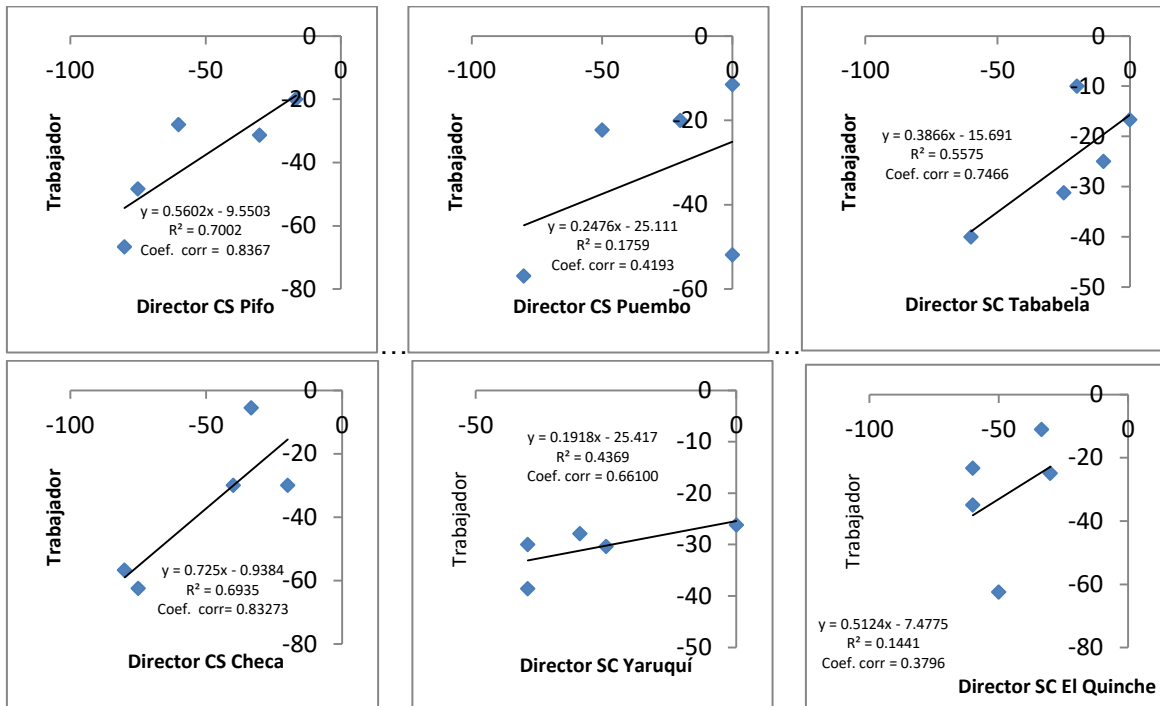 -100 -50 0
0
-20
-40
-60
-80
Trabajador
y = 0.5602x - 9.5503
R² = 0.7002
Coef. corr = 0.8367
Director CS Pifo
-100 -50 0
0
-20
-40
-60
Trabajador
y = 0.2476x - 25.111
R² = 0.1759
Coef. corr = 0.4193
Director CS Puembo
-100 -50 0
0
-10
-20
-30
-40
-50
Trabajador
y = 0.3866x - 15.691
R² = 0.5575
Coef. corr = 0.7466
Director SC Tababela
... ...
-100 -50 0
0
-20
-40
-60
-80
Trabajador
y = 0.725x - 0.9384
R² = 0.6935
Coef. corr= 0.83273
Director CS Checa
-50 0
0
-10
-20
-30
-40
-50
Trabajador
y = 0.1918x - 25.417
R² = 0.4369
Coef. corr = 0.66100
Director SC Yaruquí
-100 -50 0
0
-20
-40
-60
-80
Trabajador
y = 0.5124x - 7.4775
R² = 0.1441
Coef. corr = 0.3796
Director SC El Quinche